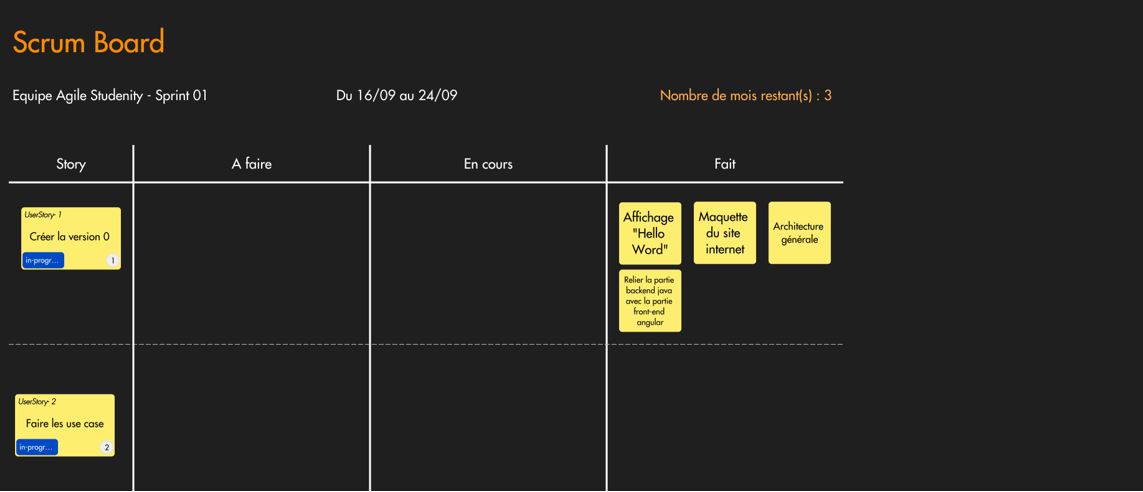 Scrum Board
Equipe Agile Studenity - Sprint 01
Du 16/09 au 24/09
Nombre de mois restant(s) : 3
Story
A faire
En cours
Fait
UserStory- 1
Créer la version 0
in-progr...
1
Affichage
"Hello
Word"
Maquette
du site
internet
Architecture
générale
Relier la partie
backend java
avec la partie
front-end
angular
UserStory- 2
Faire les use case
in-progr...
2